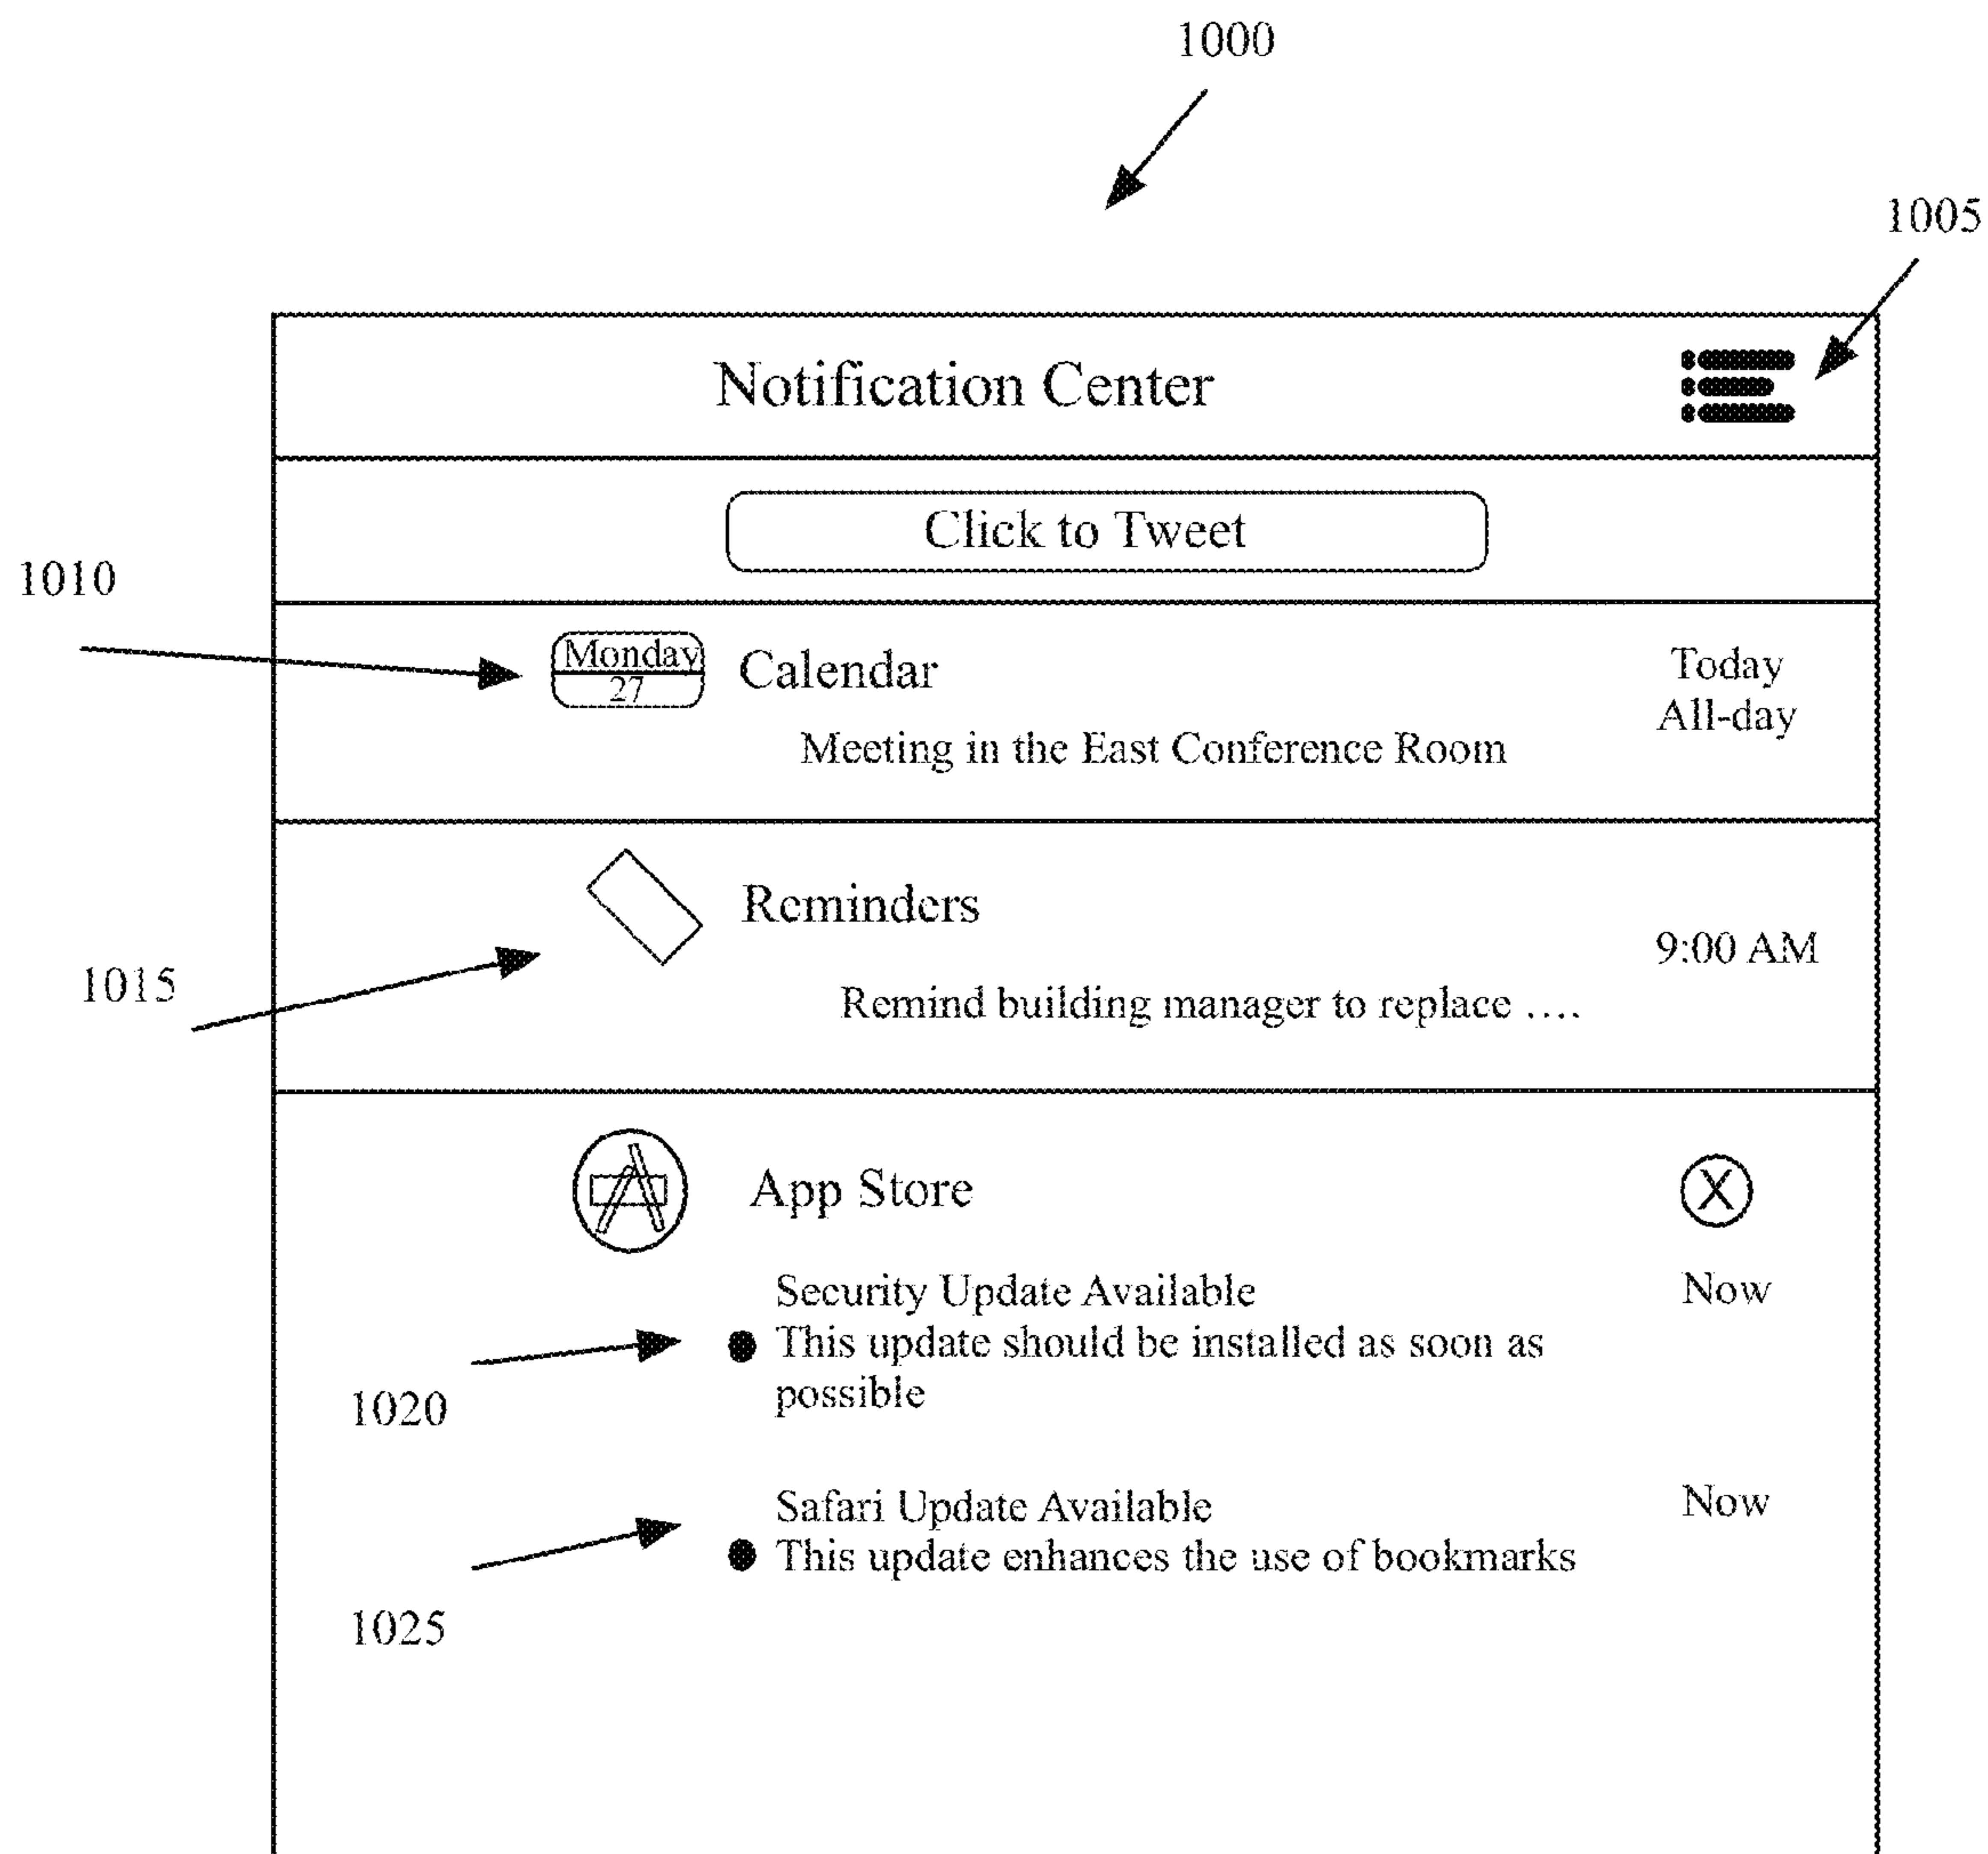 1000
1005
Notification Center
Click to Tweet
1010
Monday
27
Calendar
Today
All-day
Meeting in the East Conference Room
Reminders
9:00 AM
1015
Remind building manager to replace ....
App Store
X
Security Update Available
Now
This update should be installed as soon as
possible
1020
Safari Update Available
Now
This update enhances the use of bookmarks
1025